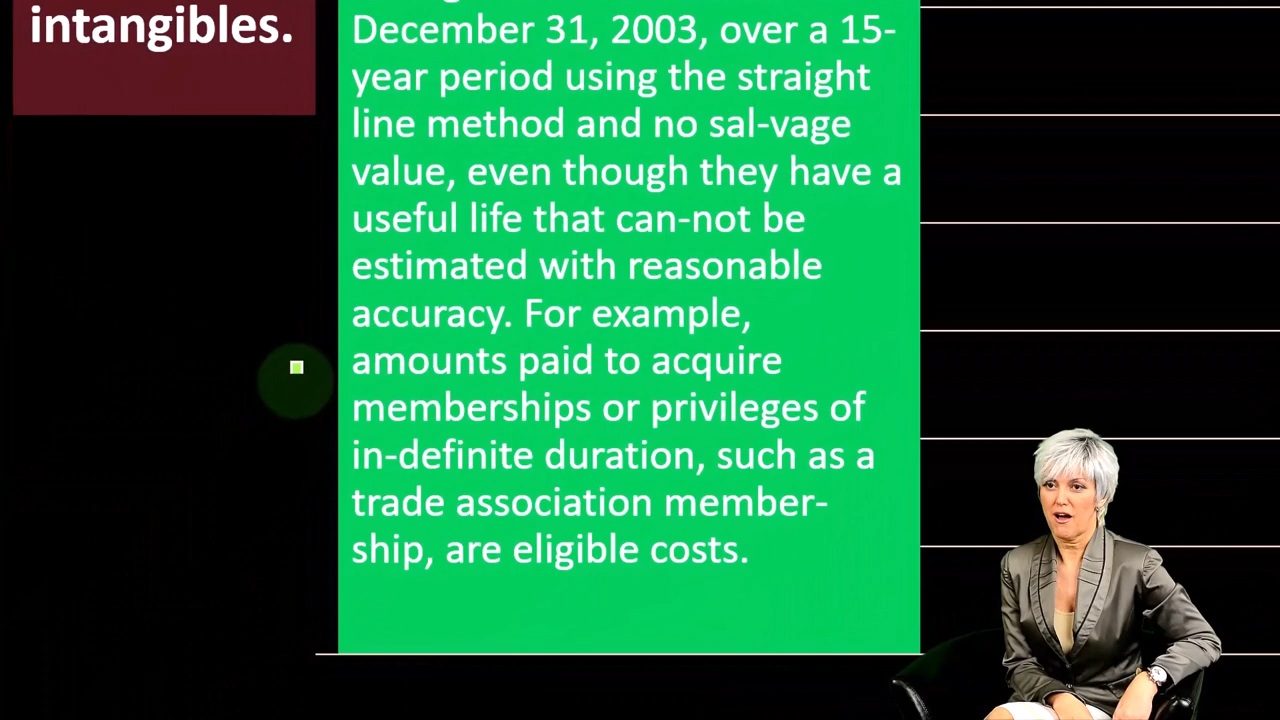 intangibles.
December 31, 2003, over a 15-
year period using the straight
line method and no sal-vage
value, even though they have a
useful life that can-not be
estimated with reasonable
accuracy. For example,
amounts paid to acquire
memberships or privileges of
in-definite duration, such as a
trade association member-
ship, are eligible costs.